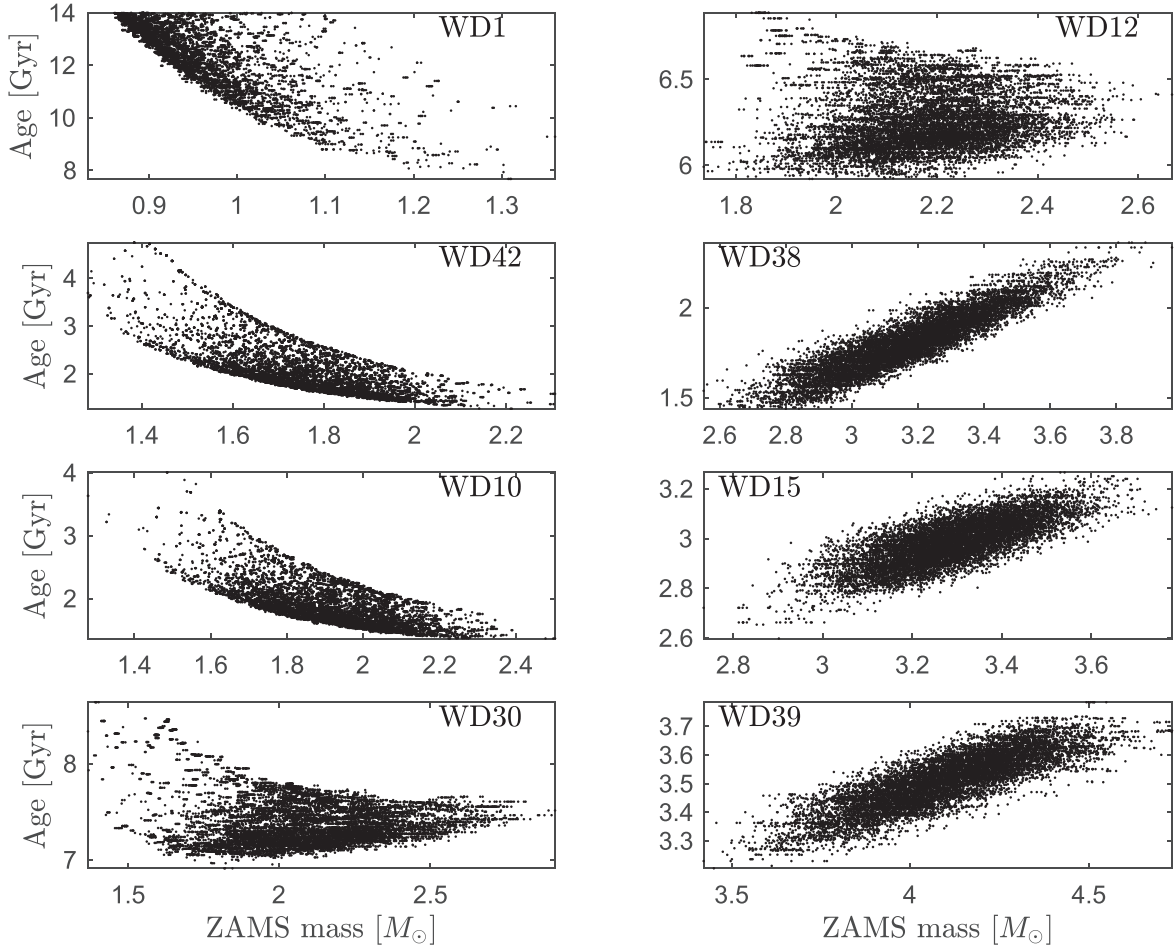 WD1
Age [Gyr]
14
12
10
8
0.9 1 1.1 1.2 1.3
WD12
6.5
6
1.8 2 2.2 2.4 2.6
WD42
Age [Gyr]
4
3
2
1.4 1.6 1.8 2 2.2
WD38
2
1.5
2.6 2.8 3 3.2 3.4 3.6 3.8
WD10
Age [Gyr]
4
3
2
1.4 1.6 1.8 2 2.2 2.4
WD15
3.2
3
2.8
2.6
2.8 3 3.2 3.4 3.6
WD30
Age [Gyr]
8
7
1.5 2 2.5
ZAMS mass [M⊙]
WD39
3.7
3.6
3.5
3.4
3.3
3.5 4 4.5
ZAMS mass [M⊙]